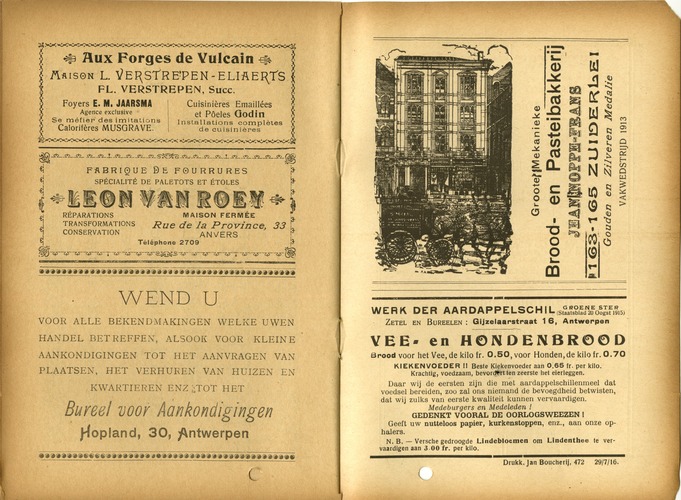 Aux Forges de Vulcain
MAISON L. VERSTREPEN-ELIAERTS
FL. VERSTREPEN, Succ.
Foyers E. M. JAARSMA
Agence exclusive
Se méfier des imitations
Calorifères MUSGRAVE.
Cuisinières Emaillées
et Pôeles Godin
Installations complètes
de cuisinières
FABRIQUE DE FOURRURES
SPÉCIALITÉ DE PALETOTS ET ÉTOLES
LEON VAN ROEY
RÉPARATIONS
TRANSFORMATIONS
CONSERVATION
MAISON FERMÉE
Rue de la Province, 33
ANVERS
Téléphone 2709
WEND U
VOOR ALLE BEKENDMAKINGEN WELKE UWEN
HANDEL BETREFFEN, ALSOOK VOOR KLEINE
AANKONDIGINGEN TOT HET AANVRAGEN VAN
PLAATSEN, HET VERHUREN VAN HUIZEN EN
KWARTIEREN ENZ TOT HET
Bureel voor Aankondigingen
Hopland, 30, Antwerpen
Groote Mekanieke
Brood- en Pasteibakkerij
JEAN NOPPE-FRANS
163-165 ZUIDERLEI
Gouden en Zilveren Medalie
VAKWEDSTRIJD 1913
WERK DER AARDAPPELSCHIL GROENE STER
(Staatsblad 20 Oogst 1915)
ZETEL EN BUREELEN : Gijzelaarstraat 16, Antwerpen
VEE- en HONDENBROOD
Brood voor het Vee, de kilo fr. 0.50, voor Honden, de kilo fr. 0.70
KIEKENVOEDER !! Beste Kiekenvoeder aan 0,65 fr. per kilo.
Krachtig, voedzaam, bevordert ten zeerste het eierleggen.
Daar wij de eersten zijn die met aardappelschillenmeel dat
voedsel bereiden, zoo zal ons niemand de bevoegdheid betwisten,
dat wij zulks van eerste kwaliteit kunnen vervaardigen.
Medeburgers en Medeleden !
GEDENKT VOORAL DE OORLOGSWEEZEN !
Geeft uw nutteloos papier, kurkenstoppen, enz., aan onze op-
halers.
N. B. — Versche gedroogde Lindebloemen om Lindenthee te ver-
vaardigen aan 3 00 fr. per kilo.
Drukk. Jan Boucherij. 472 29/7/16.